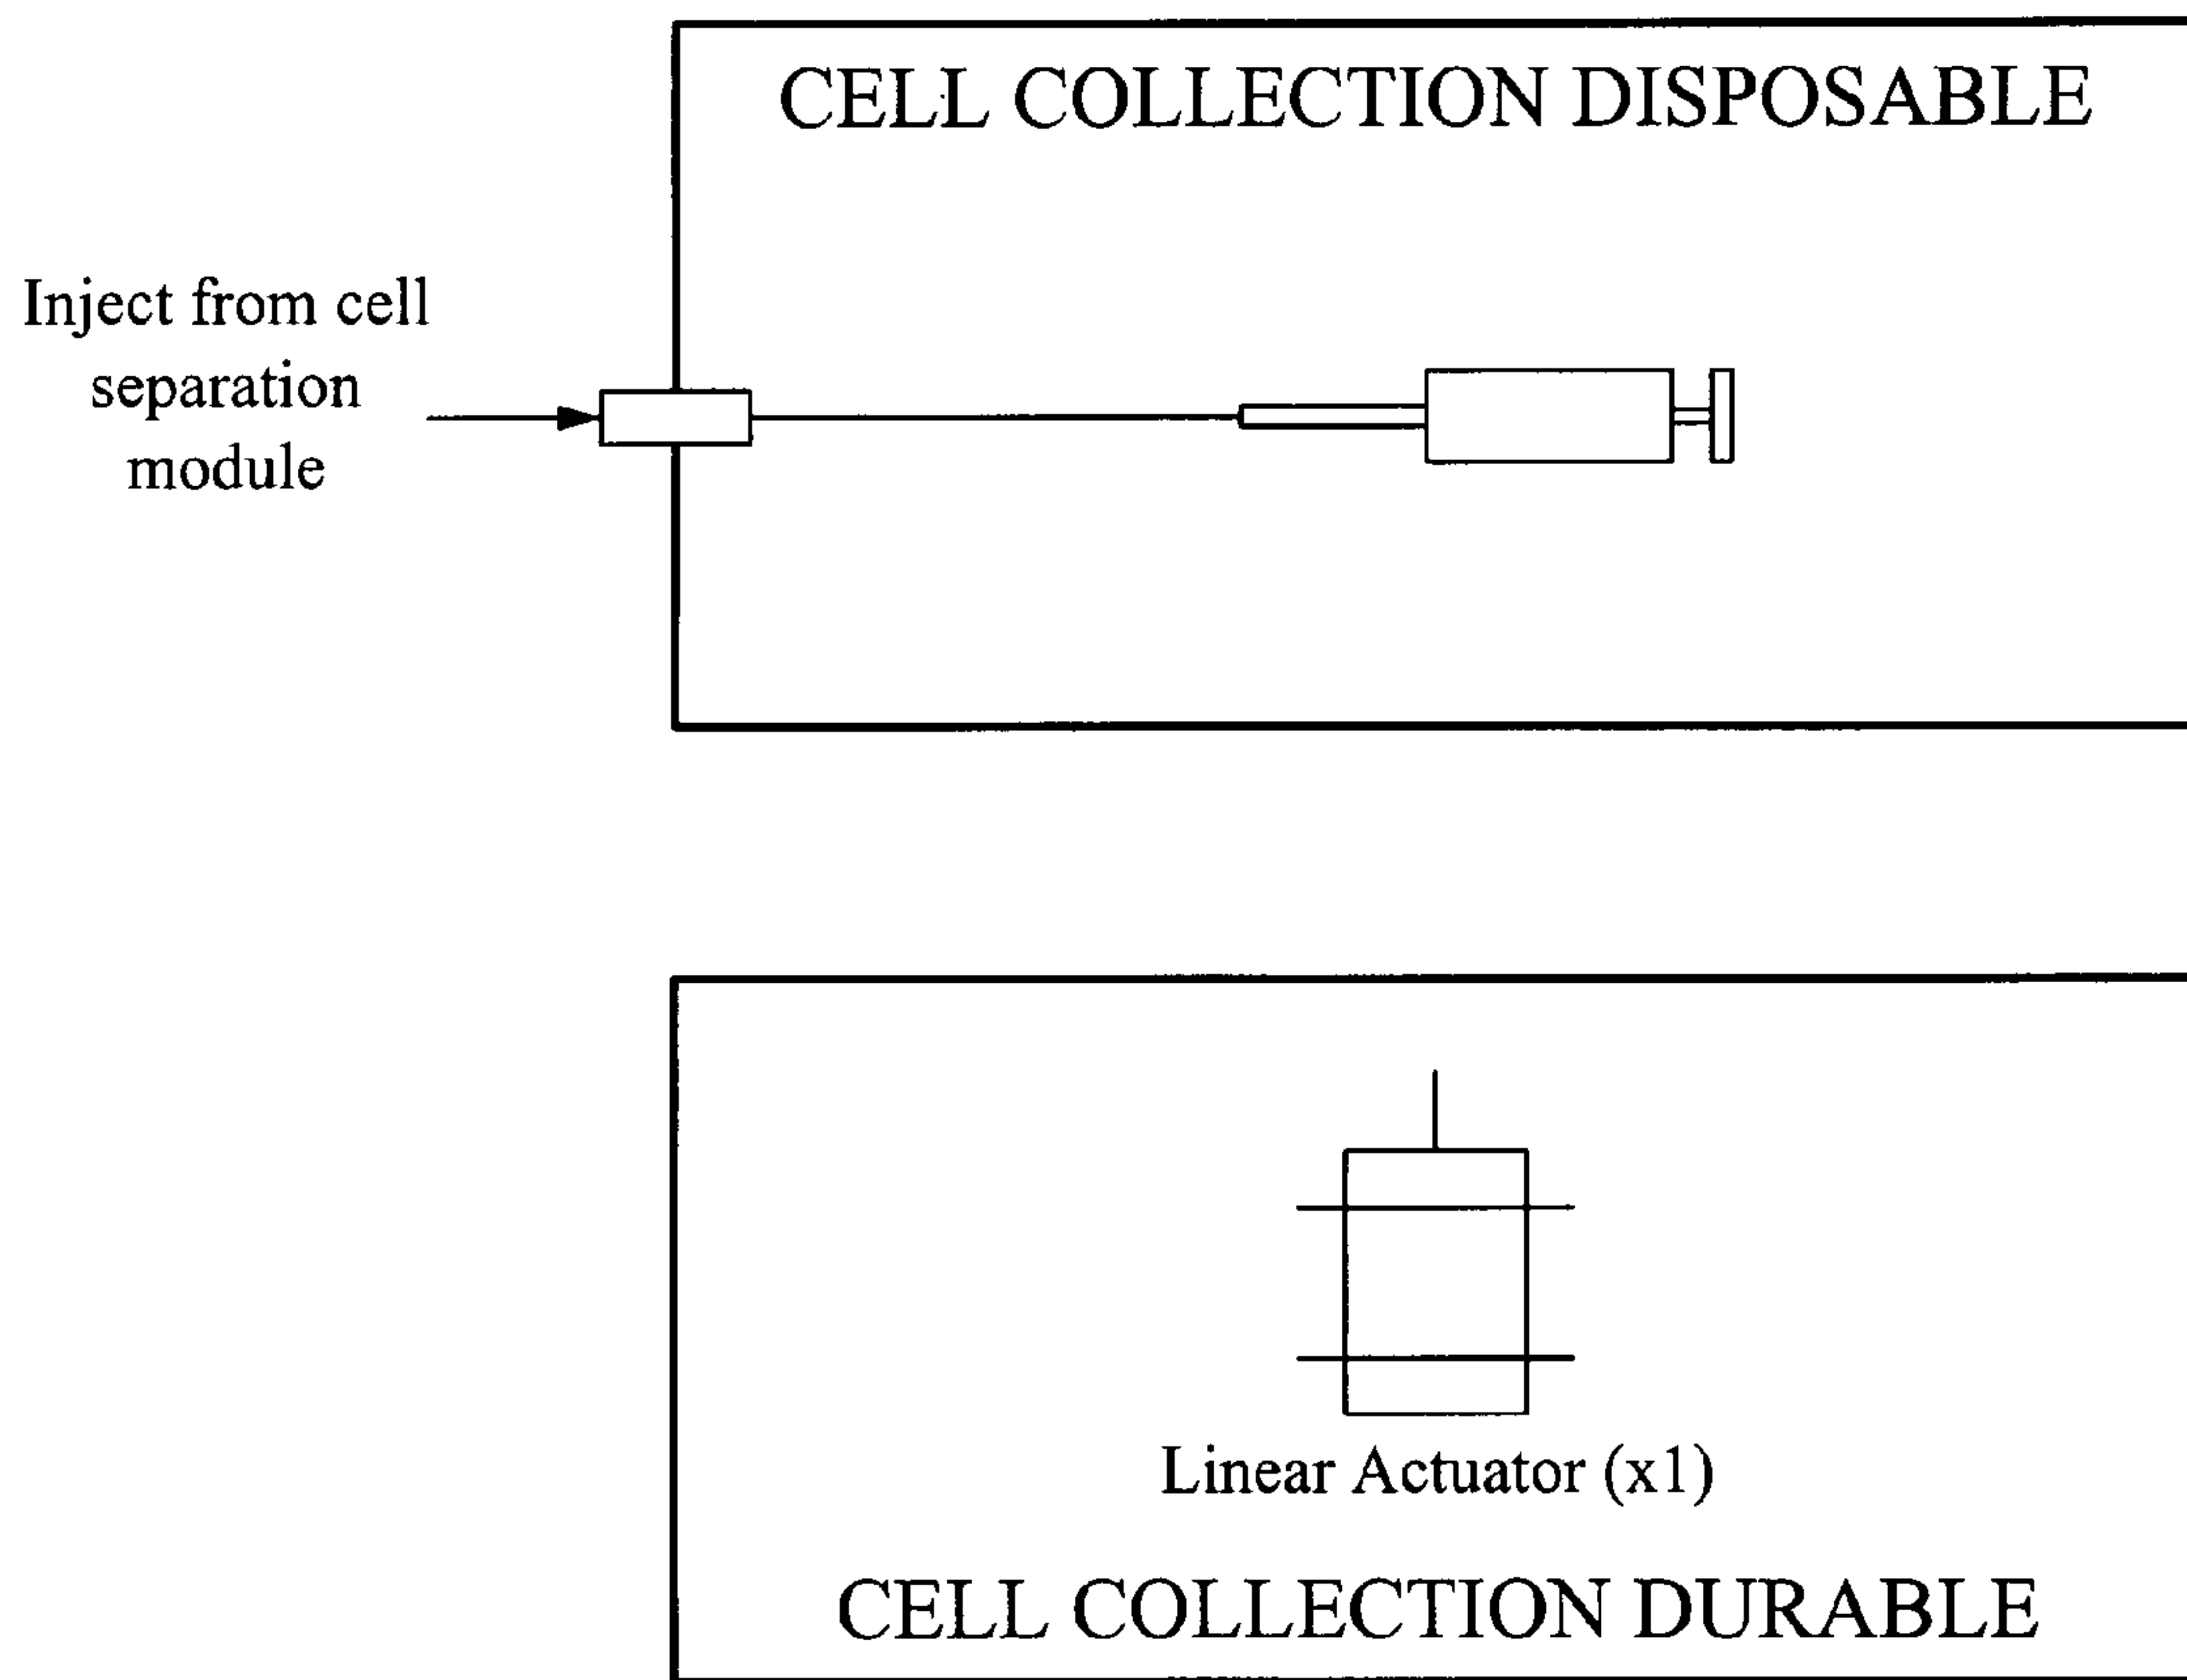 CELL COLLECTION DISPOSABLE
Inject from cell
separation
module
Linear Actuator (x1)
CELL COLLECTION DURABLE